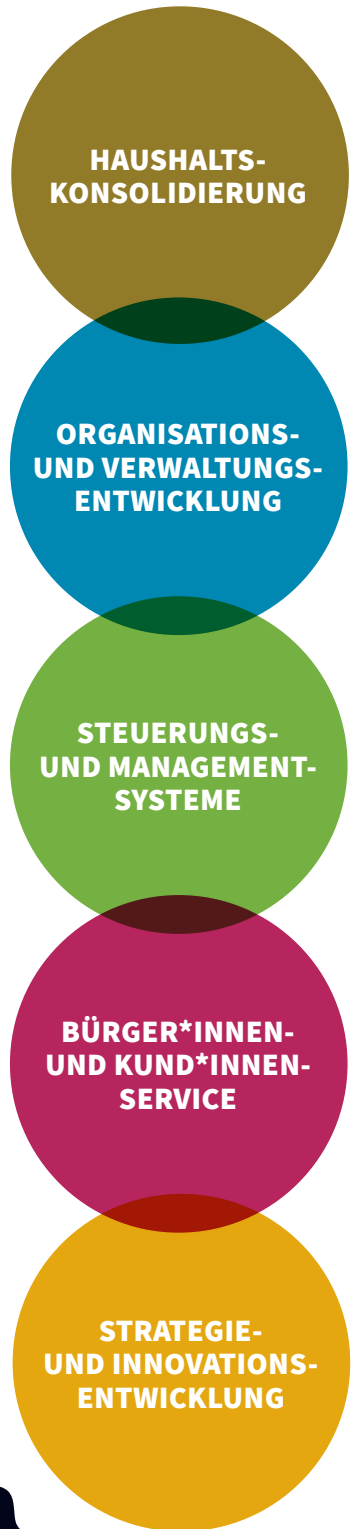 HAUSHALTS-
KONSOLIDIERUNG
ORGANISATIONS-
UND VERWALTUNGS-
ENTWICKLUNG
STEUERUNGS-
UND MANAGEMENT-
SYSTEME
BÜRGER*INNEN-
UND KUND*INNEN-
SERVICE
STRATEGIE-
UND INNOVATIONS-
ENTWICKLUNG